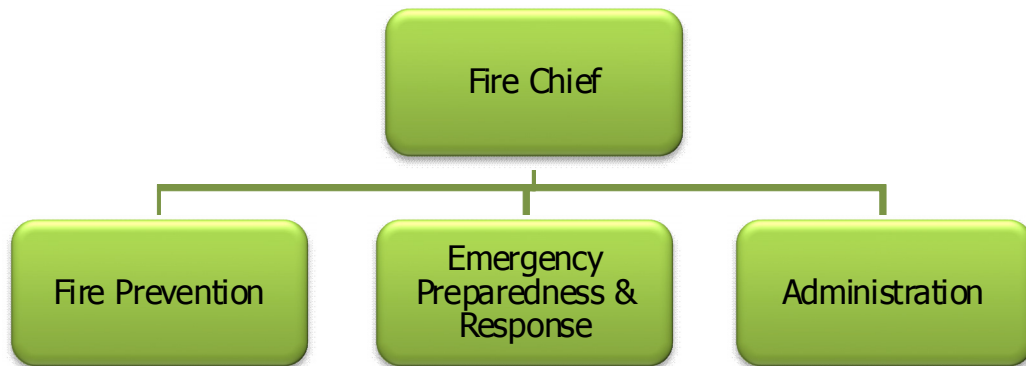 Fire Chief
Fire Prevention
Emergency
Preparedness &
Response
Administration